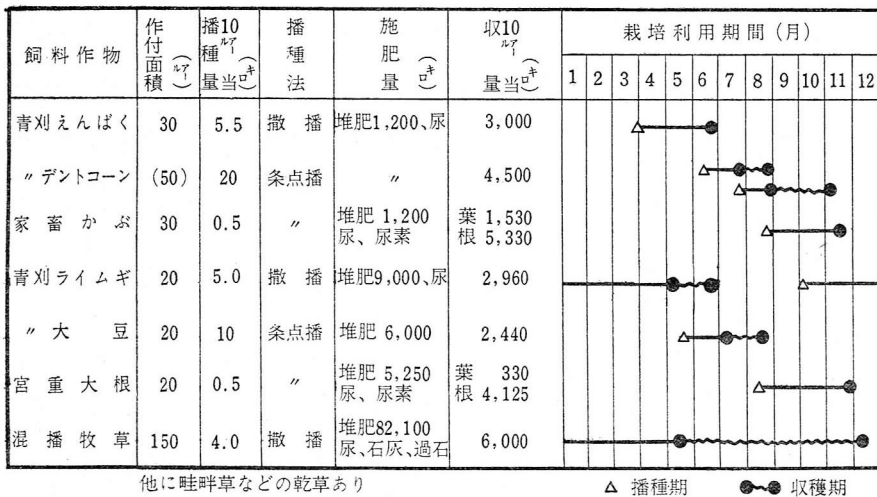 飼料作物 作付面積(アール) 播種量(10アール当キロ) 播種法 施肥量(キロ) 収量(10アール当キロ) 栽培利用期間(月)
1 2 3 4 5 6 7 8 9 10 11 12
青刈えんばく 30 5.5 撒播 堆肥1,200、尿 3,000
〃デントコーン (50) 20 条点播 〃 4,500
家畜かぶ 30 0.5 〃 堆肥 1,200 尿、尿素 葉 1,530 根 5,330
青刈ライムギ 20 5.0 撒播 堆肥9,000、尿 2,960
〃大豆 20 10 条点播 堆肥 6,000 2,440
宮重大根 20 0.5 〃 堆肥 5,250 尿、尿素 葉 330 根 4,125
混播牧草 150 4.0 撒播 堆肥82,100 尿、石灰、過石 6,000
他に畦畔草などの乾草あり △ 播種期 収穫期